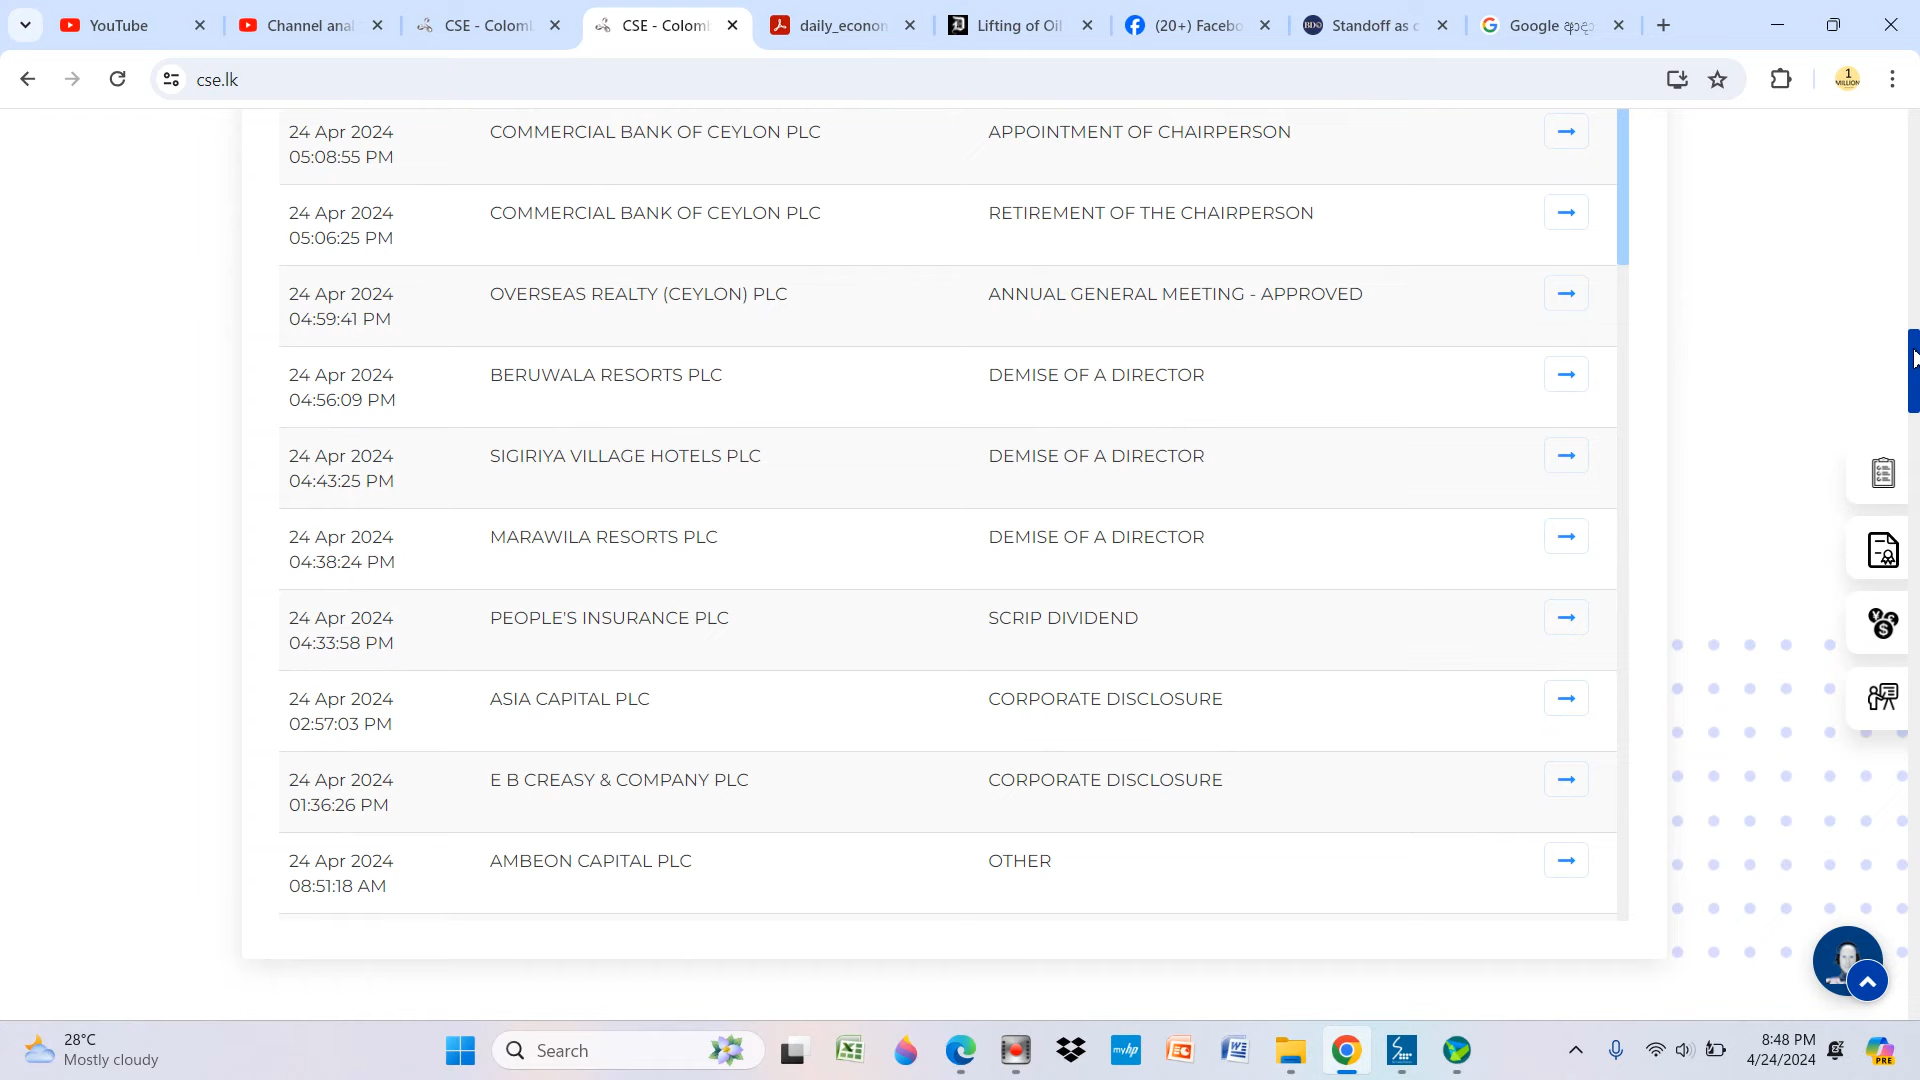 YouTube
Channel anal
CSE - Colom
CSE - Colom
daily_econom
Lifting of Oil
(20+) Facebo
Standoff as c
Google
cse.lk
1
MILLION
24 Apr 2024
05:08:55 PM
COMMERCIAL BANK OF CEYLON PLC
APPOINTMENT OF CHAIRPERSON
24 Apr 2024
05:06:25 PM
COMMERCIAL BANK OF CEYLON PLC
RETIREMENT OF THE CHAIRPERSON
24 Apr 2024
04:59:41 PM
OVERSEAS REALTY (CEYLON) PLC
ANNUAL GENERAL MEETING - APPROVED
24 Apr 2024
04:56:09 PM
BERUWALA RESORTS PLC
DEMISE OF A DIRECTOR
24 Apr 2024
04:43:25 PM
SIGIRIYA VILLAGE HOTELS PLC
DEMISE OF A DIRECTOR
24 Apr 2024
04:38:24 PM
MARAWILA RESORTS PLC
DEMISE OF A DIRECTOR
24 Apr 2024
04:33:58 PM
PEOPLE'S INSURANCE PLC
SCRIP DIVIDEND
24 Apr 2024
02:57:03 PM
ASIA CAPITAL PLC
CORPORATE DISCLOSURE
24 Apr 2024
01:36:26 PM
E B CREASY & COMPANY PLC
CORPORATE DISCLOSURE
24 Apr 2024
08:51:18 AM
AMBEON CAPITAL PLC
OTHER
28°C
Mostly cloudy
Search
myhp
8:48 PM
4/24/2024
PRE